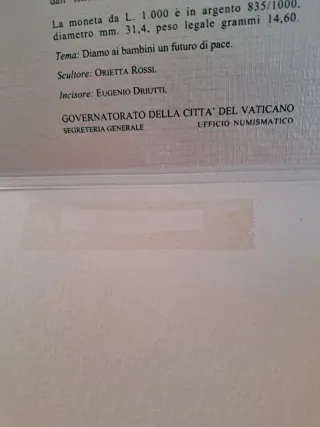 La moneta da L. 1.000 è in argento 835/1000,
diametro mm. 31,4, peso legale grammi 14,60.
Tema: Diamo ai bambini un futuro di pace.
Scultore: ORIETTA ROSSI.
Incisore: EUGENIO DRIUTTI.
GOVERNATORATO DELLA CITTA' DEL VATICANO
SEGRETERIA GENERALE UFFICIO NUMISMATICO